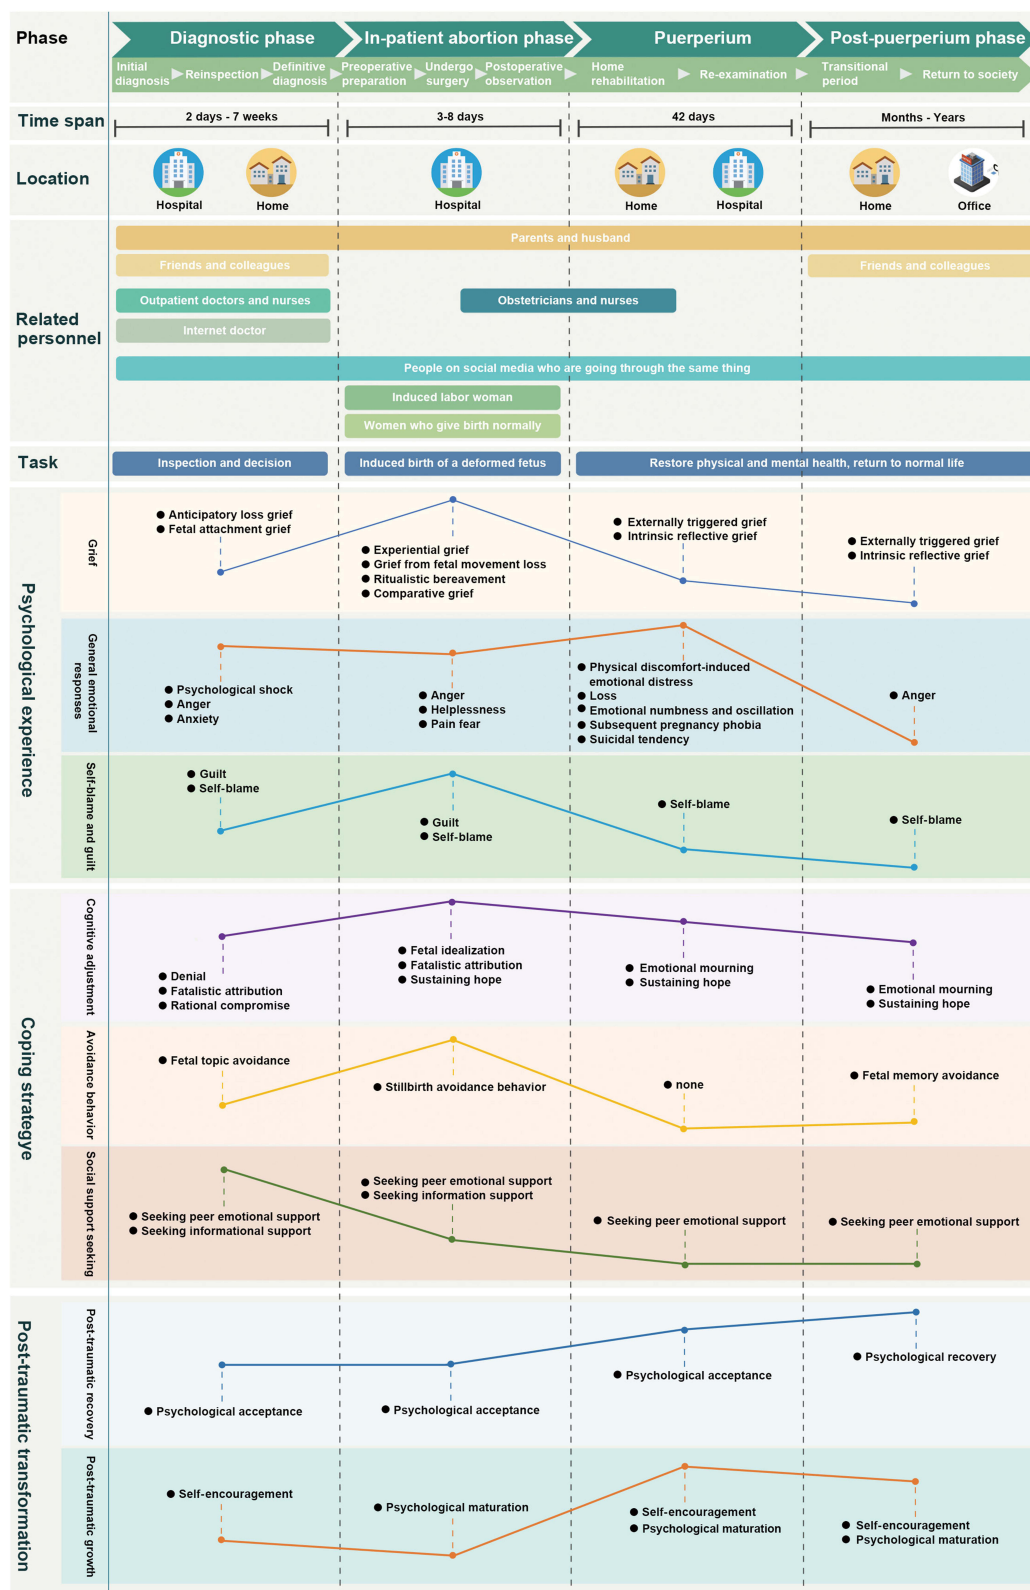 Phase
Diagnostic phase
In-patient abortion phase
Puerperium
Post-puerperium phase
Initial
diagnosis
Reinspection
Definitive
diagnosis
Preoperative
preparation
Undergo
surgery
Postoperative
observation
Home
rehabilitation
Re-examination
Transitional
period
Return to society
Time span
2 days - 7 weeks
3-8 days
42 days
Months - Years
Location
Hospital
Home
Hospital
Home
Hospital
Home
Office
Related
personnel
Parents and husband
Friends and colleagues
Friends and colleagues
Outpatient doctors and nurses
Obstetricians and nurses
Internet doctor
People on social media who are going through the same thing
Induced labor woman
Women who give birth normally
Task
Inspection and decision
Induced birth of a deformed fetus
Restore physical and mental health, return to normal life
Psychological experience
Grief
● Anticipatory loss grief
● Fetal attachment grief
● Experiential grief
● Grief from fetal movement loss
● Ritualistic bereavement
● Comparative grief
● Externally triggered grief
● Intrinsic reflective grief
● Externally triggered grief
● Intrinsic reflective grief
General emotional
responses
● Psychological shock
● Anger
● Anxiety
● Anger
● Helplessness
● Pain fear
● Physical discomfort-induced
emotional distress
● Loss
● Emotional numbness and oscillation
● Subsequent pregnancy phobia
● Suicidal tendency
● Anger
Self-blame and guilt
● Guilt
● Self-blame
● Guilt
● Self-blame
● Self-blame
● Self-blame
Coping strategye
Cognitive adjustment
● Denial
● Fatalistic attribution
● Rational compromise
● Fetal idealization
● Fatalistic attribution
● Sustaining hope
● Emotional mourning
● Sustaining hope
● Emotional mourning
● Sustaining hope
Avoidance behavior
● Fetal topic avoidance
● Stillbirth avoidance behavior
● none
● Fetal memory avoidance
Social support seeking
● Seeking peer emotional support
● Seeking informational support
● Seeking peer emotional support
● Seeking information support
● Seeking peer emotional support
● Seeking peer emotional support
Post-traumatic transformation
Post-traumatic recovery
● Psychological acceptance
● Psychological acceptance
● Psychological acceptance
● Psychological recovery
Post-traumatic growth
● Self-encouragement
● Psychological maturation
● Self-encouragement
● Psychological maturation
● Self-encouragement
● Psychological maturation